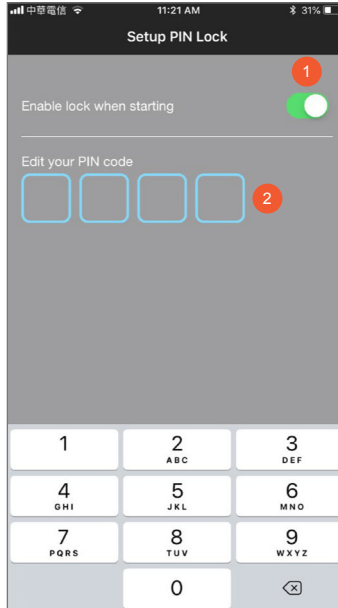 中華電信 11:21 AM 31%
Setup PIN Lock
1
Enable lock when starting
Edit your PIN code
2
1 2 3
ABC DEF
4 5 6
GHI JKL MNO
7 8 9
PQRS TUV WXYZ
0